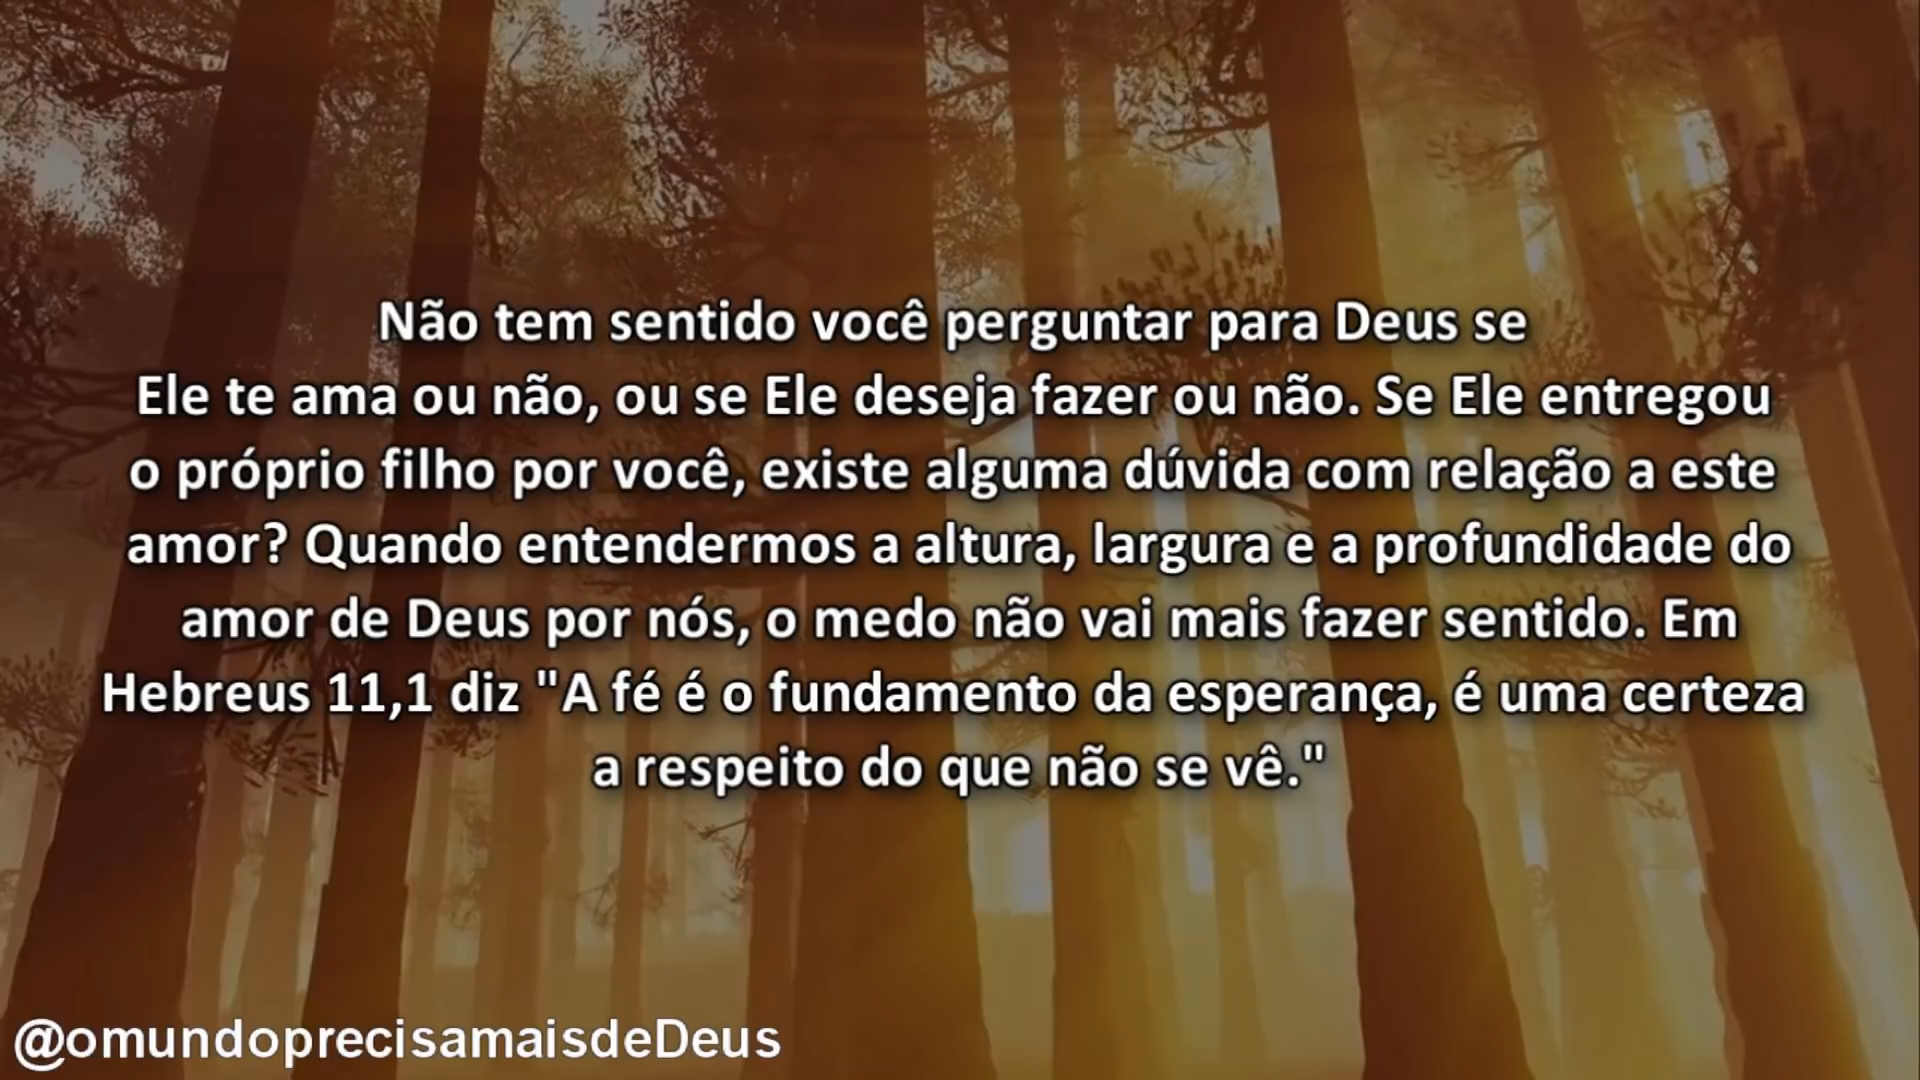 Não tem sentido você perguntar para Deus se
Ele te ama ou não, ou se Ele deseja fazer ou não. Se Ele entregou
o próprio filho por você, existe alguma dúvida com relação a este
amor? Quando entendermos a altura, largura e a profundidade do
amor de Deus por nós, o medo não vai mais fazer sentido. Em
Hebreus 11,1 diz "A fé é o fundamento da esperança, é uma certeza
a respeito do que não se vê."
@omundoprecisamaisdeDeus